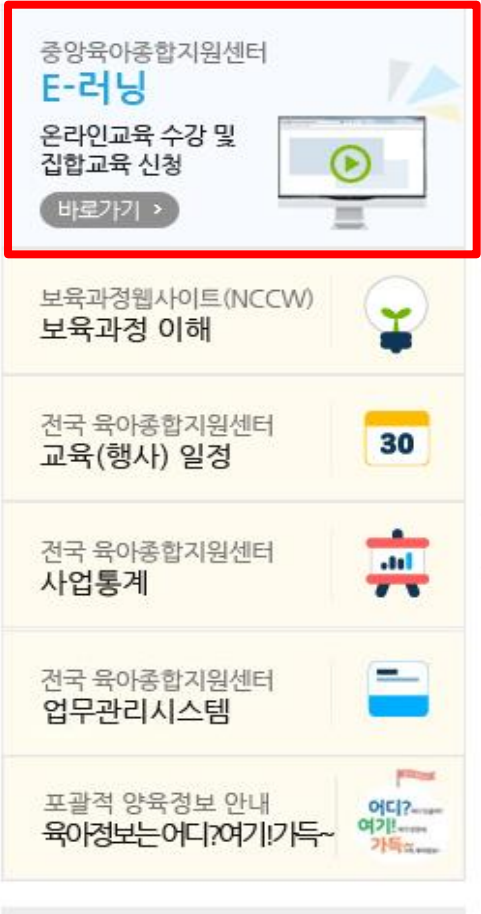 중앙육아종합지원센터
E-러닝
온라인교육 수강 및
집합교육 신청
바로가기 >
보육과정웹사이트(NCCW)
보육과정 이해
전국 육아종합지원센터
교육(행사) 일정
30
전국 육아종합지원센터
사업통계
전국 육아종합지원센터
업무관리시스템
포괄적 양육정보 안내
육아정보는 어디?여기!가득~
어디?
여기!
가득~